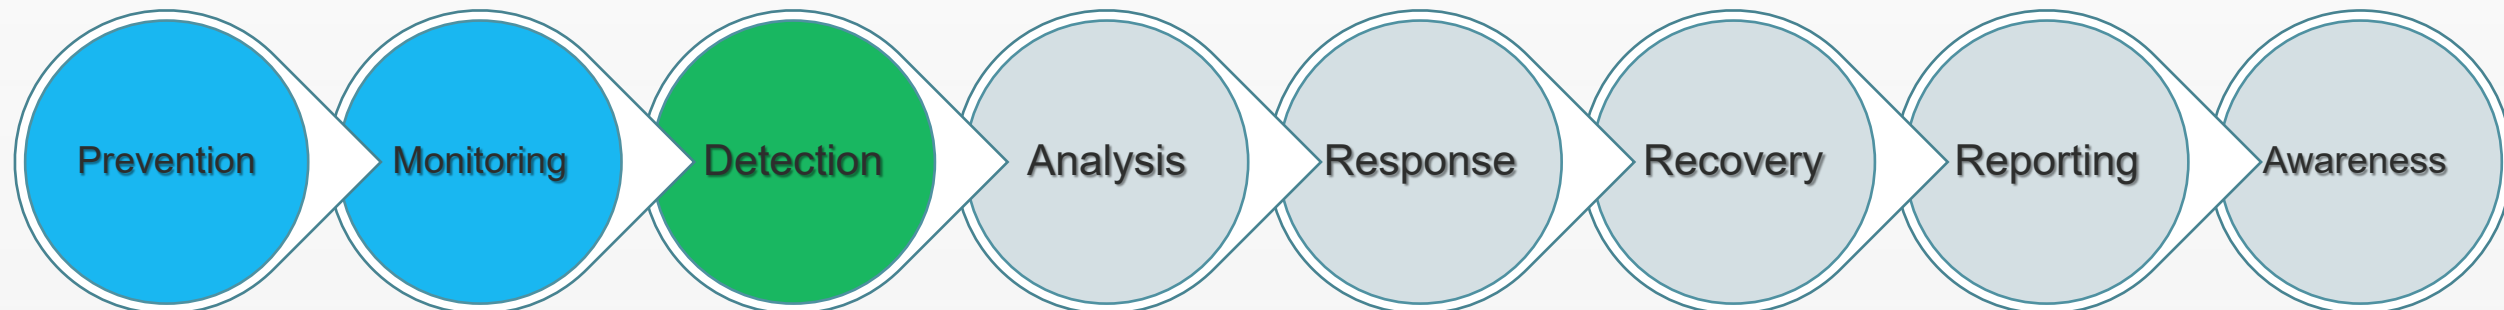 Prevention
Monitoring
Detection
Analysis
Response
Recovery
Reporting
Awareness